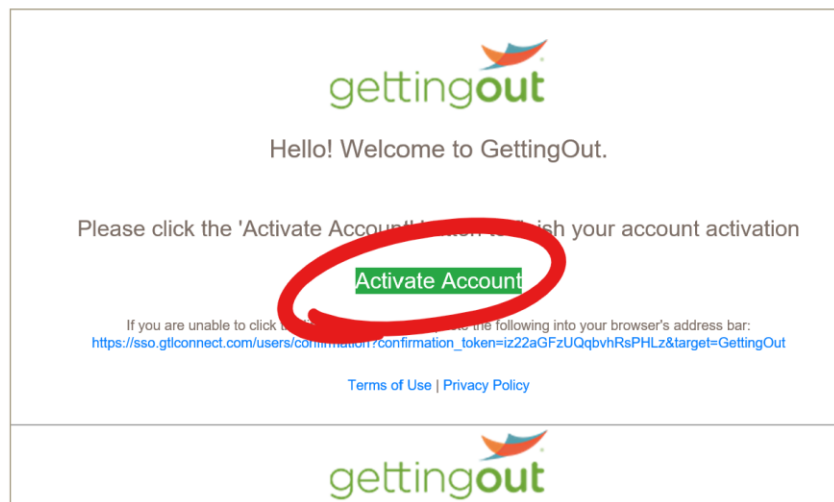 gettingout
Hello! Welcome to GettingOut.
Please click the 'Activate Account' your account activation
Activate Account
If you are unable to click the following into your browser's address bar:
https://sso.gtlconnect.com/users/confirmation?confirmation_token=iz22aGFzUQqbvhRsPHLz&target=GettingOut
Terms of Use | Privacy Policy
gettingout